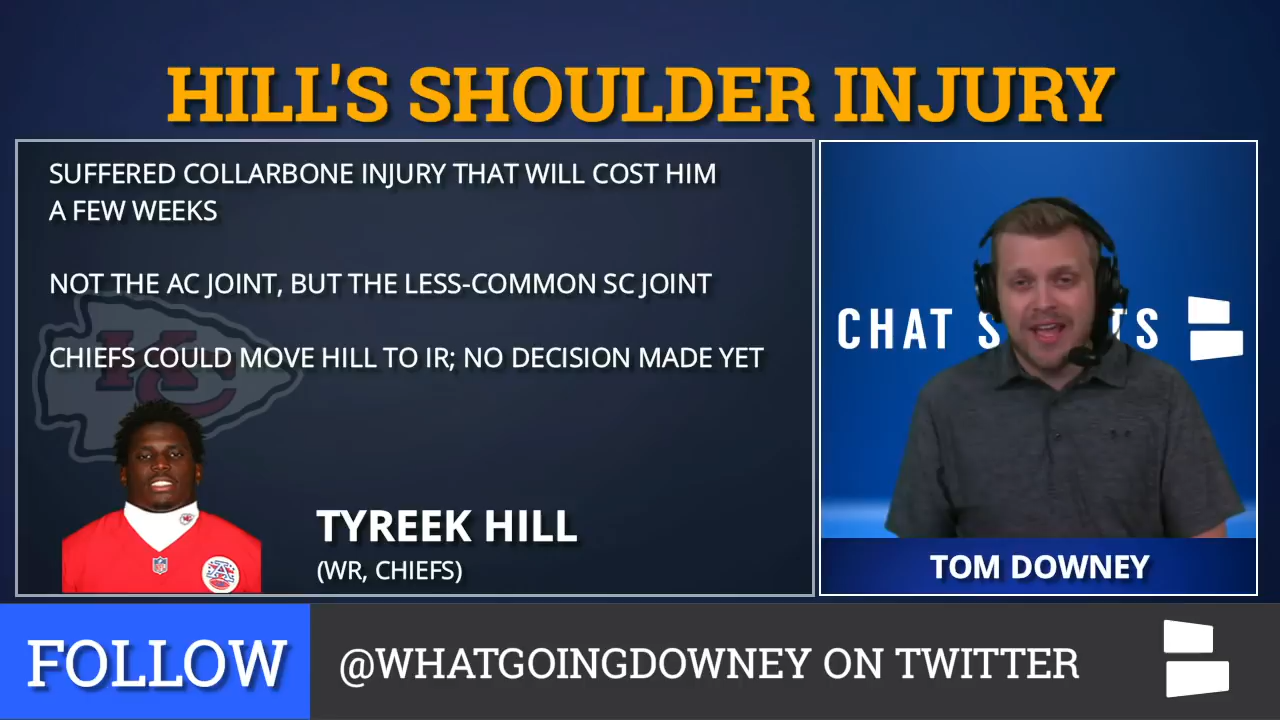 HILL'S SHOULDER INJURY
SUFFERED COLLARBONE INJURY THAT WILL COST HIM
A FEW WEEKS
NOT THE AC JOINT, BUT THE LESS-COMMON SC JOINT
CHIEFS COULD MOVE HILL TO IR; NO DECISION MADE YET
KC
TYREEK HILL
(WR, CHIEFS)
CHAT S TS
TOM DOWNEY
FOLLOW
@WHATGOINGDOWNEY ON TWITTER